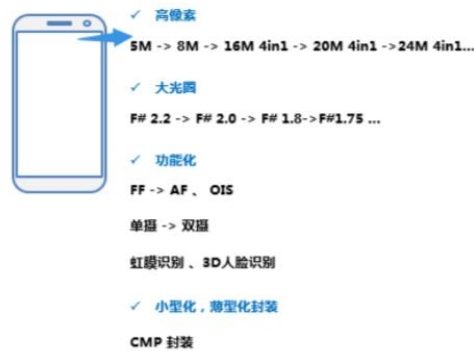 ✓ 高像素
5M -> 8M -> 16M 4in1 -> 20M 4in1 ->24M 4in1...
✓ 大光圆
F# 2.2 -> F# 2.0 -> F# 1.8->F#1.75 ...
✓ 功能化
FF -> AF 、 OIS
单摄 -> 双摄
虹膜识别 、3D人脸识别
✓ 小型化，薄型化封装
CMP 封装